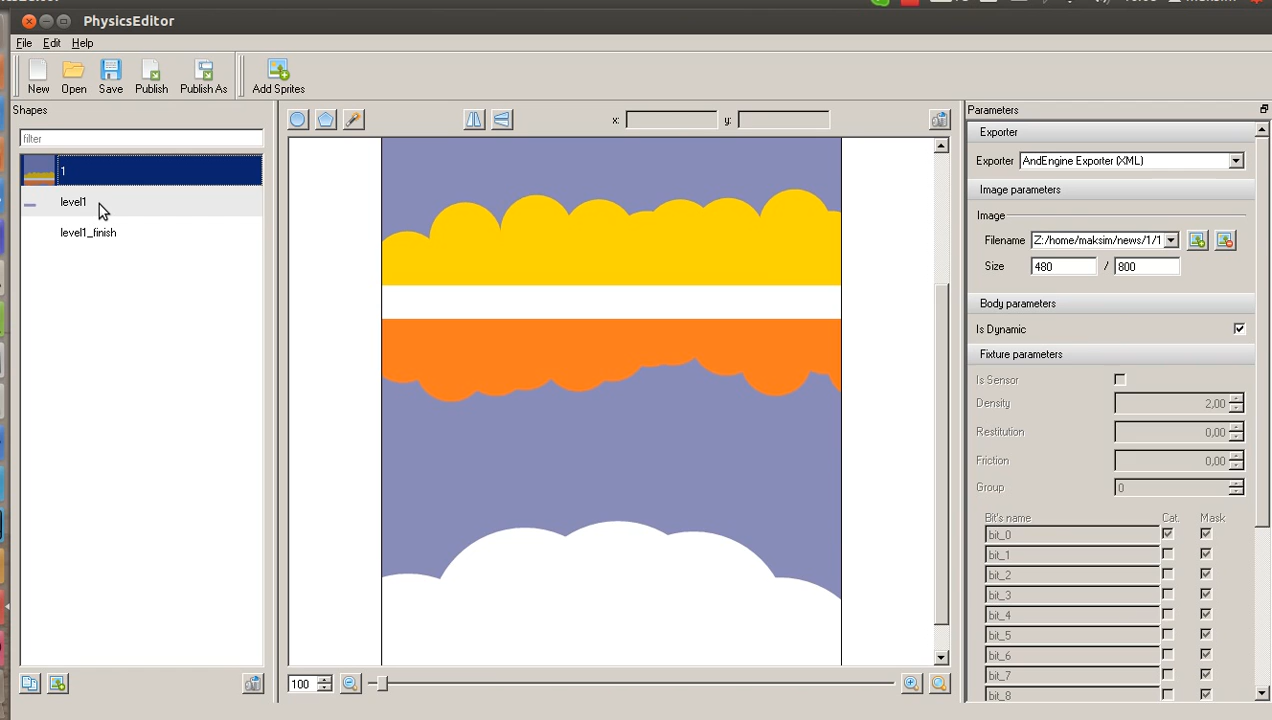 PhysicsEditor
File Edit Help
New Open Save Publish Publish As Add Sprites
Shapes
filter
1
level1
level1_finish
x: y:
100
Parameters
Exporter
Exporter AndEngine Exporter (XML)
Image parameters
Image
Filename Z:/home/maksim/news/1/1
Size 480 / 800
Body parameters
Is Dynamic
Fixture parameters
Is Sensor
Density 2,00
Restitution 0,00
Friction 0,00
Group 0
Bit's name Cat. Mask
bit_0
bit_1
bit_2
bit_3
bit_4
bit_5
bit_6
bit_7
bit_8